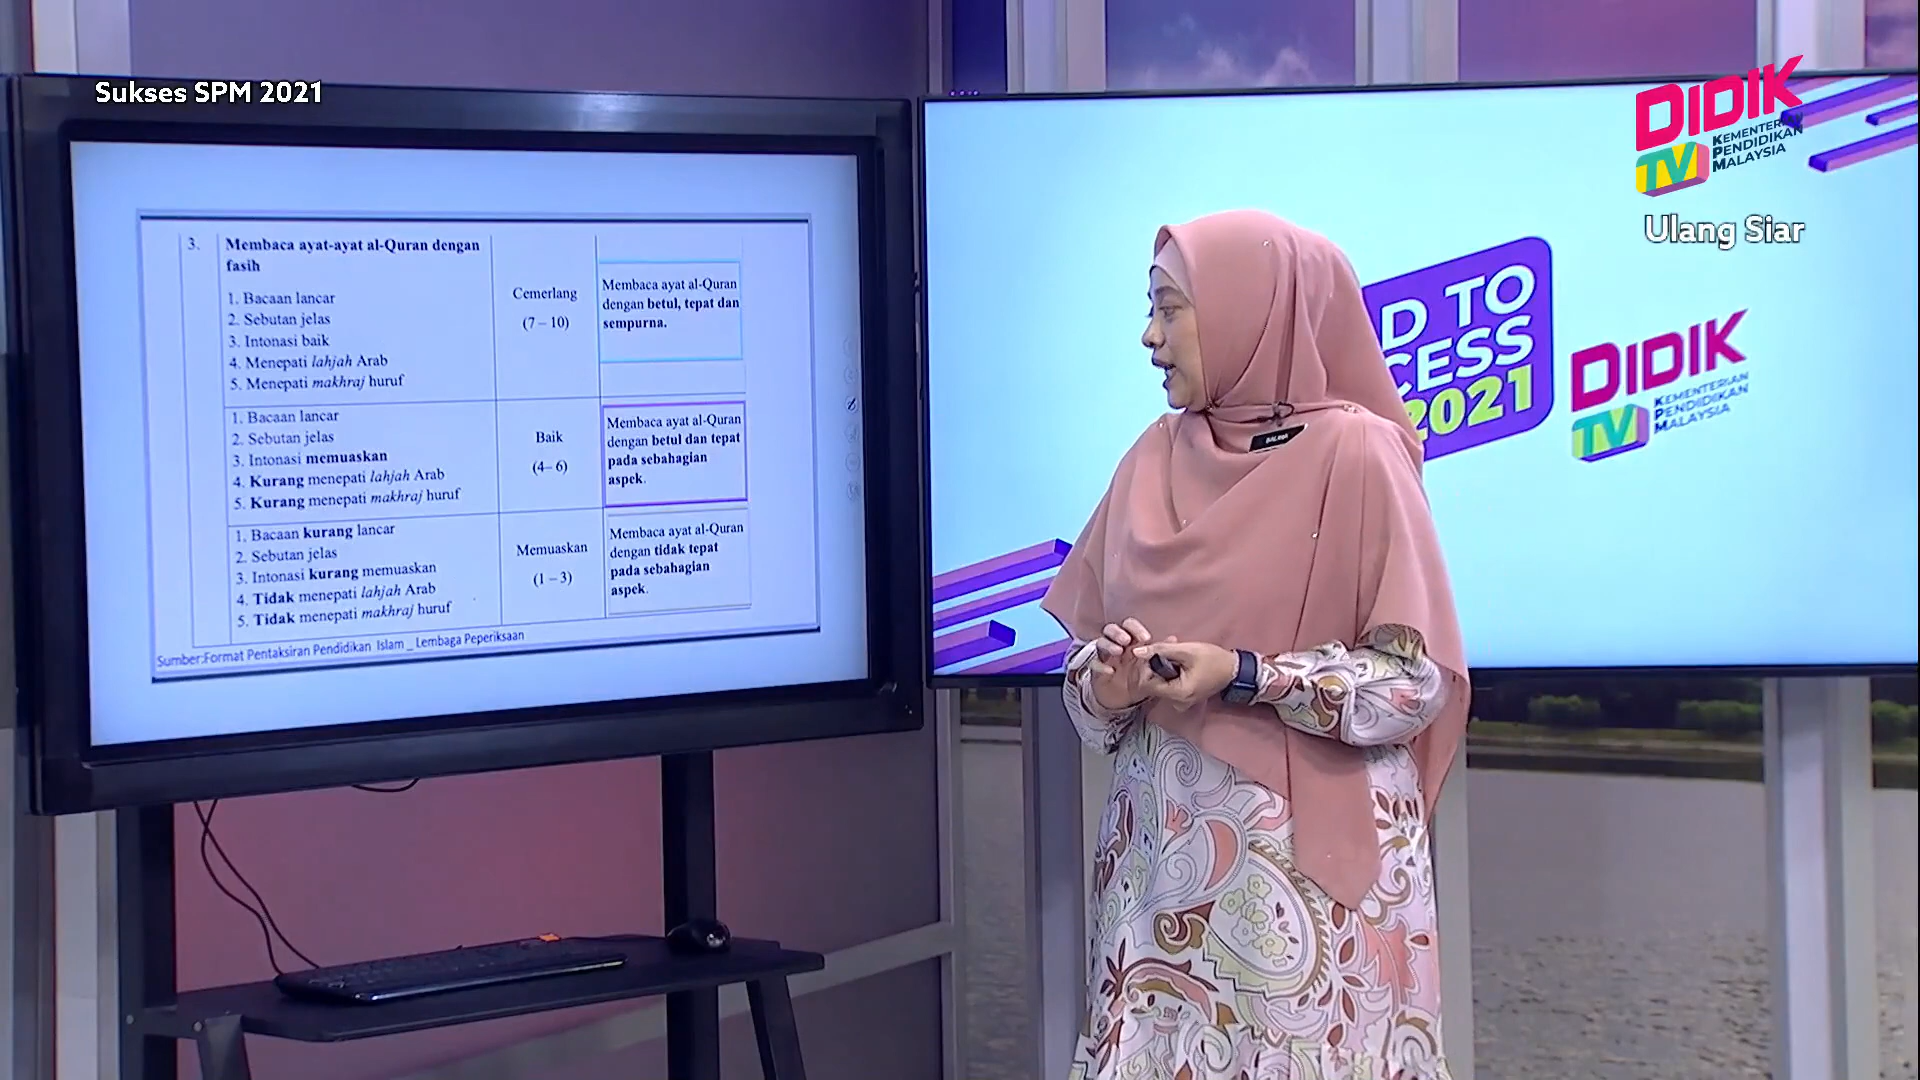 Sukses SPM 2021
DIDIK
TV
KEMENTERIAN
PENDIDIKAN
MALAYSIA
Ulang Siar
3.
Membaca ayat-ayat al-Quran dengan
fasih
1. Bacaan lancar
2. Sebutan jelas
3. Intonasi baik
4. Menepati lahjah Arab
5. Menepati makhraj huruf
Cemerlang
(7 – 10)
Membaca ayat al-Quran
dengan betul, tepat dan
sempurna.
1. Bacaan lancar
2. Sebutan jelas
3. Intonasi memuaskan
4. Kurang menepati lahjah Arab
5. Kurang menepati makhraj huruf
Baik
(4– 6)
Membaca ayat al-Quran
dengan betul dan tepat
pada sebahagian
aspek.
1. Bacaan kurang lancar
2. Sebutan jelas
3. Intonasi kurang memuaskan
4. Tidak menepati lahjah Arab
5. Tidak menepati makhraj huruf
Memuaskan
(1 – 3)
Membaca ayat al-Quran
dengan tidak tepat
pada sebahagian
aspek.
Sumber:Format Pentaksiran Pendidikan Islam _ Lembaga Peperiksaan
D TO
CESS
2021
DIDIK
TV
KEMENTERIAN
PENDIDIKAN
MALAYSIA